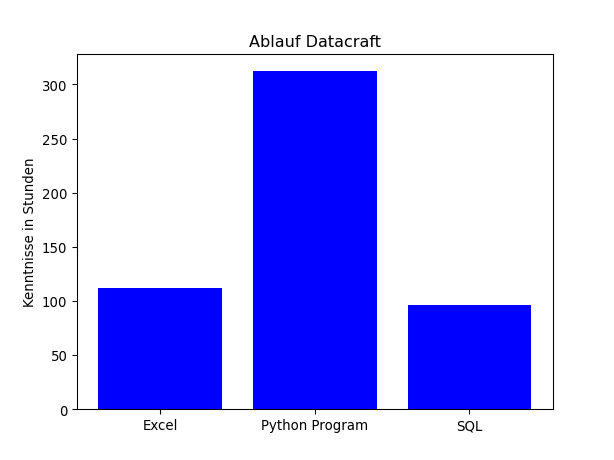 Ablauf Datacraft
Kenntnisse in Stunden
300
250
200
150
100
50
0
Excel Python Program SQL